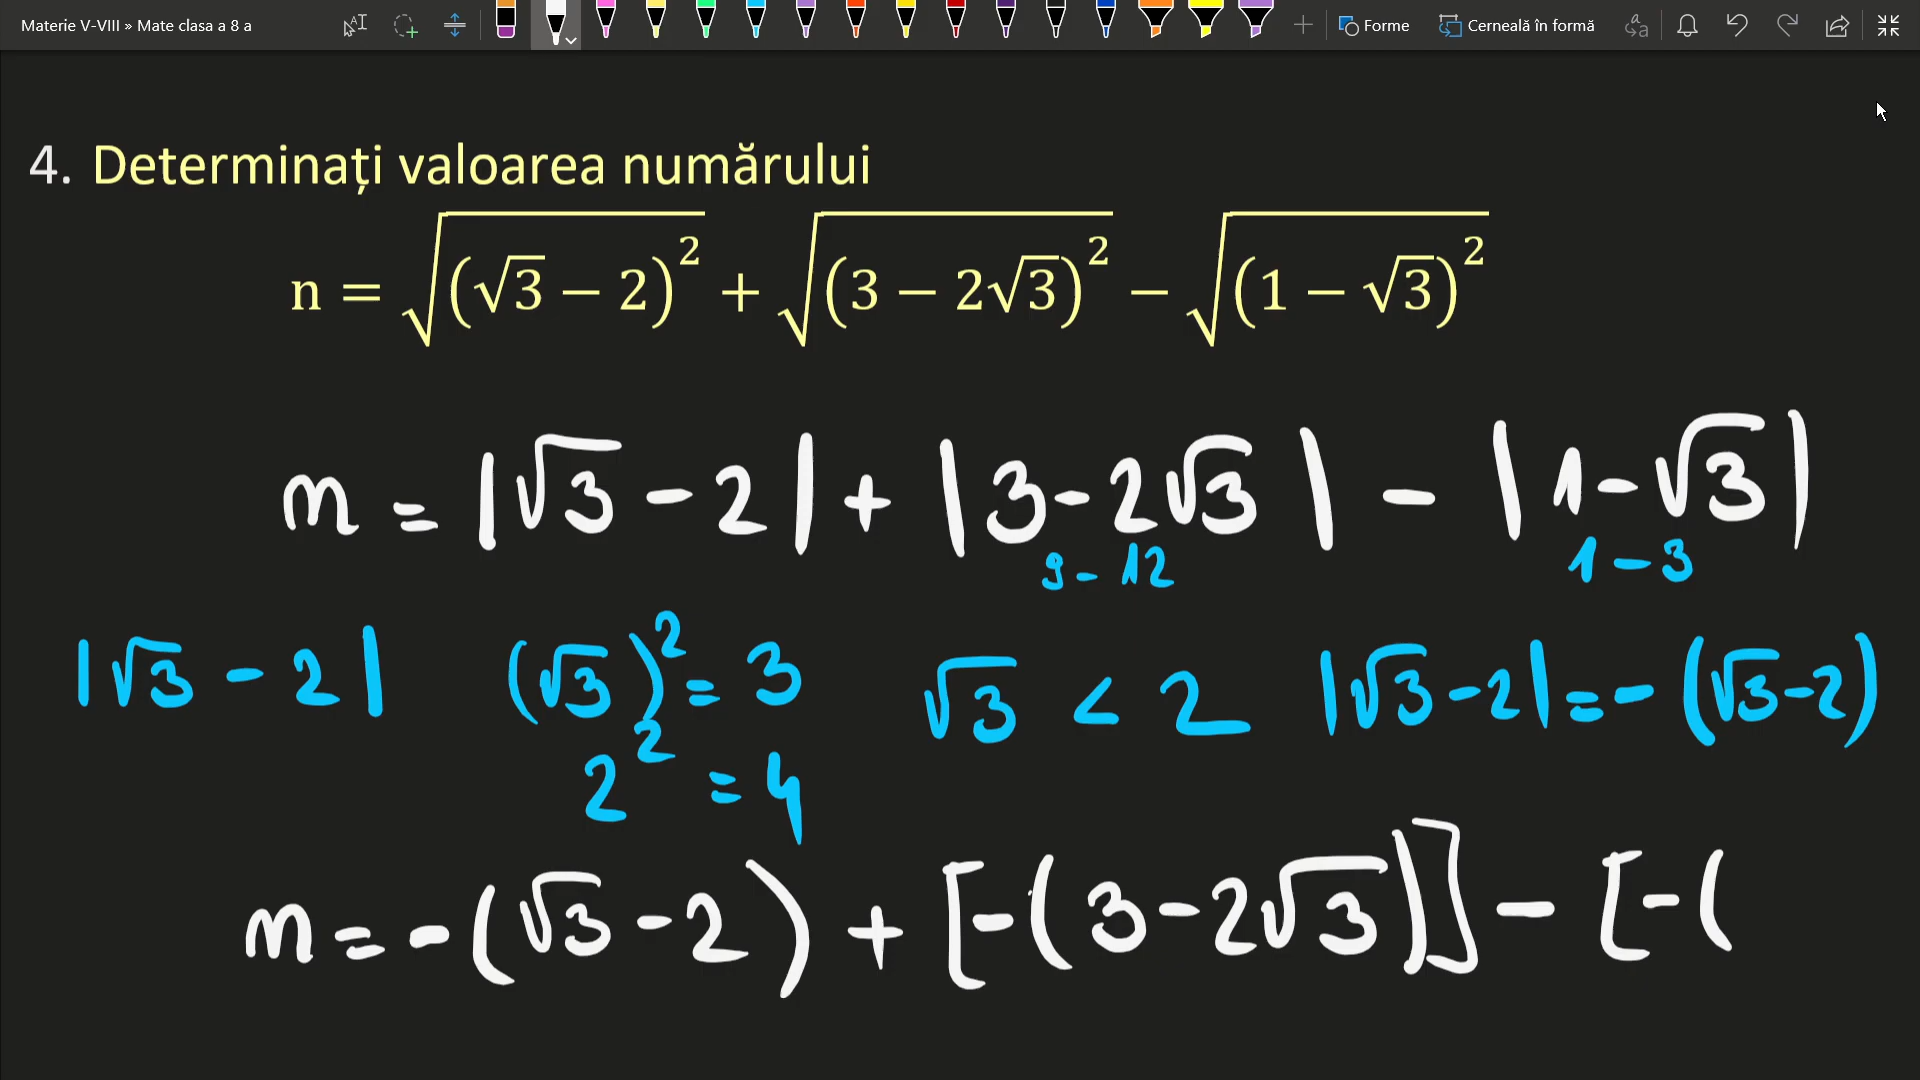 Materie V-VIII » Mate clasa a 8 a Forme Cerneală în formă
4. Determinați valoarea numărului
n = √(√3 − 2)² + √(3 − 2√3)² − √(1 − √3)²
n = |√3 - 2| + |3 - 2√3| - |1 - √3|
9 - 12 1 - 3
|√3 - 2| (√3)² = 3 √3 < 2 |√3 - 2| = - (√3 - 2)
2² = 4
n = - (√3 - 2) + [- (3 - 2√3)] - [- (